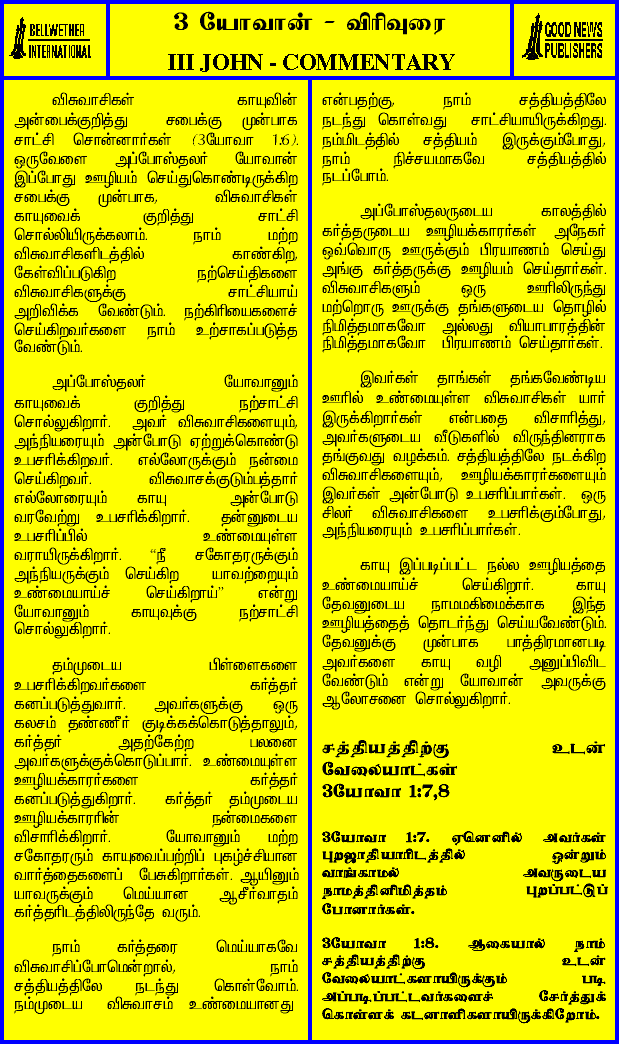 BELLWETHER
INTERNATIONAL
3 யோவான் - விரிவுரை
III JOHN - COMMENTARY
GOOD NEWS
PUBLISHERS
விசுவாசிகள் காயுவின்
அன்பைக்குறித்து சபைக்கு முன்பாக
சாட்சி சொன்னார்கள் (3யோவா 1:6).
ஒருவேளை அப்போஸ்தலர் யோவான்
இப்போது ஊழியம் செய்துகொண்டிருக்கிற
சபைக்கு முன்பாக, விசுவாசிகள்
காயுவைக் குறித்து சாட்சி
சொல்லியிருக்கலாம். நாம் மற்ற
விசுவாசிகளிடத்தில் காண்கிற,
கேள்விப்படுகிற நற்செய்திகளை
விசுவாசிகளுக்கு சாட்சியாய்
அறிவிக்க வேண்டும். நற்கிரியைகளைச்
செய்கிறவர்களை நாம் உற்சாகப்படுத்த
வேண்டும்.
அப்போஸ்தலர் யோவானும்
காயுவைக் குறித்து நற்சாட்சி
சொல்லுகிறார். அவர் விசுவாசிகளையும்,
அந்நியரையும் அன்போடு ஏற்றுக்கொண்டு
உபசரிக்கிறவர். எல்லோருக்கும் நன்மை
செய்கிறவர். விசுவாசக்குடும்பத்தார்
எல்லோரையும் காயு அன்போடு
வரவேற்று உபசரிக்கிறார். தன்னுடைய
உபசரிப்பில் உண்மையுள்ள
வராயிருக்கிறார். “நீ சகோதரருக்கும்
அந்நியருக்கும் செய்கிற யாவற்றையும்
உண்மையாய்ச் செய்கிறாய்” என்று
யோவானும் காயுவுக்கு நற்சாட்சி
சொல்லுகிறார்.
தம்முடைய பிள்ளைகளை
உபசரிக்கிறவர்களை கர்த்தர்
கனப்படுத்துவார். அவர்களுக்கு ஒரு
கலசம் தண்ணீர் குடிக்கக்கொடுத்தாலும்,
கர்த்தர் அதற்கேற்ற பலனை
அவர்களுக்குக்கொடுப்பார். உண்மையுள்ள
ஊழியக்காரர்களை கர்த்தர்
கனப்படுத்துகிறார். கர்த்தர் தம்முடைய
ஊழியக்காரரின் நன்மைகளை
விசாரிக்கிறார். யோவானும் மற்ற
சகோதரரும் காயுவைப்பற்றிப் புகழ்ச்சியான
வார்த்தைகளைப் பேசுகிறார்கள். ஆயினும்
யாவருக்கும் மெய்யான ஆசீர்வாதம்
கர்த்தரிடத்திலிருந்தே வரும்.
நாம் கர்த்தரை மெய்யாகவே
விசுவாசிப்போமென்றால், நாம்
சத்தியத்திலே நடந்து கொள்வோம்.
நம்முடைய விசுவாசம் உண்மையானது
என்பதற்கு, நாம் சத்தியத்திலே
நடந்து கொள்வது சாட்சியாயிருக்கிறது.
நம்மிடத்தில் சத்தியம் இருக்கும்போது,
நாம் நிச்சயமாகவே சத்தியத்தில்
நடப்போம்.
அப்போஸ்தலருடைய காலத்தில்
கர்த்தருடைய ஊழியக்காரர்கள் அநேகர்
ஒவ்வொரு ஊருக்கும் பிரயாணம் செய்து
அங்கு கர்த்தருக்கு ஊழியம் செய்தார்கள்.
விசுவாசிகளும் ஒரு ஊரிலிருந்து
மற்றொரு ஊருக்கு தங்களுடைய தொழில்
நிமித்தமாகவோ அல்லது வியாபாரத்தின்
நிமித்தமாகவோ பிரயாணம் செய்தார்கள்.
இவர்கள் தாங்கள் தங்கவேண்டிய
ஊரில் உண்மையுள்ள விசுவாசிகள் யார்
இருக்கிறார்கள் என்பதை விசாரித்து,
அவர்களுடைய வீடுகளில் விருந்தினராக
தங்குவது வழக்கம். சத்தியத்திலே நடக்கிற
விசுவாசிகளையும், ஊழியக்காரர்களையும்
இவர்கள் அன்போடு உபசரிப்பார்கள். ஒரு
சிலர் விசுவாசிகளை உபசரிக்கும்போது,
அந்நியரையும் உபசரிப்பார்கள்.
காயு இப்படிப்பட்ட நல்ல ஊழியத்தை
உண்மையாய்ச் செய்கிறார். காயு
தேவனுடைய நாமமகிமைக்காக இந்த
ஊழியத்தைத் தொடர்ந்து செய்யவேண்டும்.
தேவனுக்கு முன்பாக பாத்திரமானபடி
அவர்களை காயு வழி அனுப்பிவிட
வேண்டும் என்று யோவான் அவருக்கு
ஆலோசனை சொல்லுகிறார்.
சத்தியத்திற்கு உடன்
வேலையாட்கள்
3யோவா 1:7,8
3யோவா 1:7. ஏனெனில் அவர்கள்
புறஜாதியாரிடத்தில் ஒன்றும்
வாங்காமல் அவருடைய
நாமத்தினிமித்தம் புறப்பட்டுப்
போனார்கள்.
3யோவா 1:8. ஆகையால் நாம்
சத்தியத்திற்கு உடன்
வேலையாட்களாயிருக்கும் படி
அப்படிப்பட்டவர்களைச் சேர்த்துக்
கொள்ளக் கடனாளிகளாயிருக்கிறோம்.